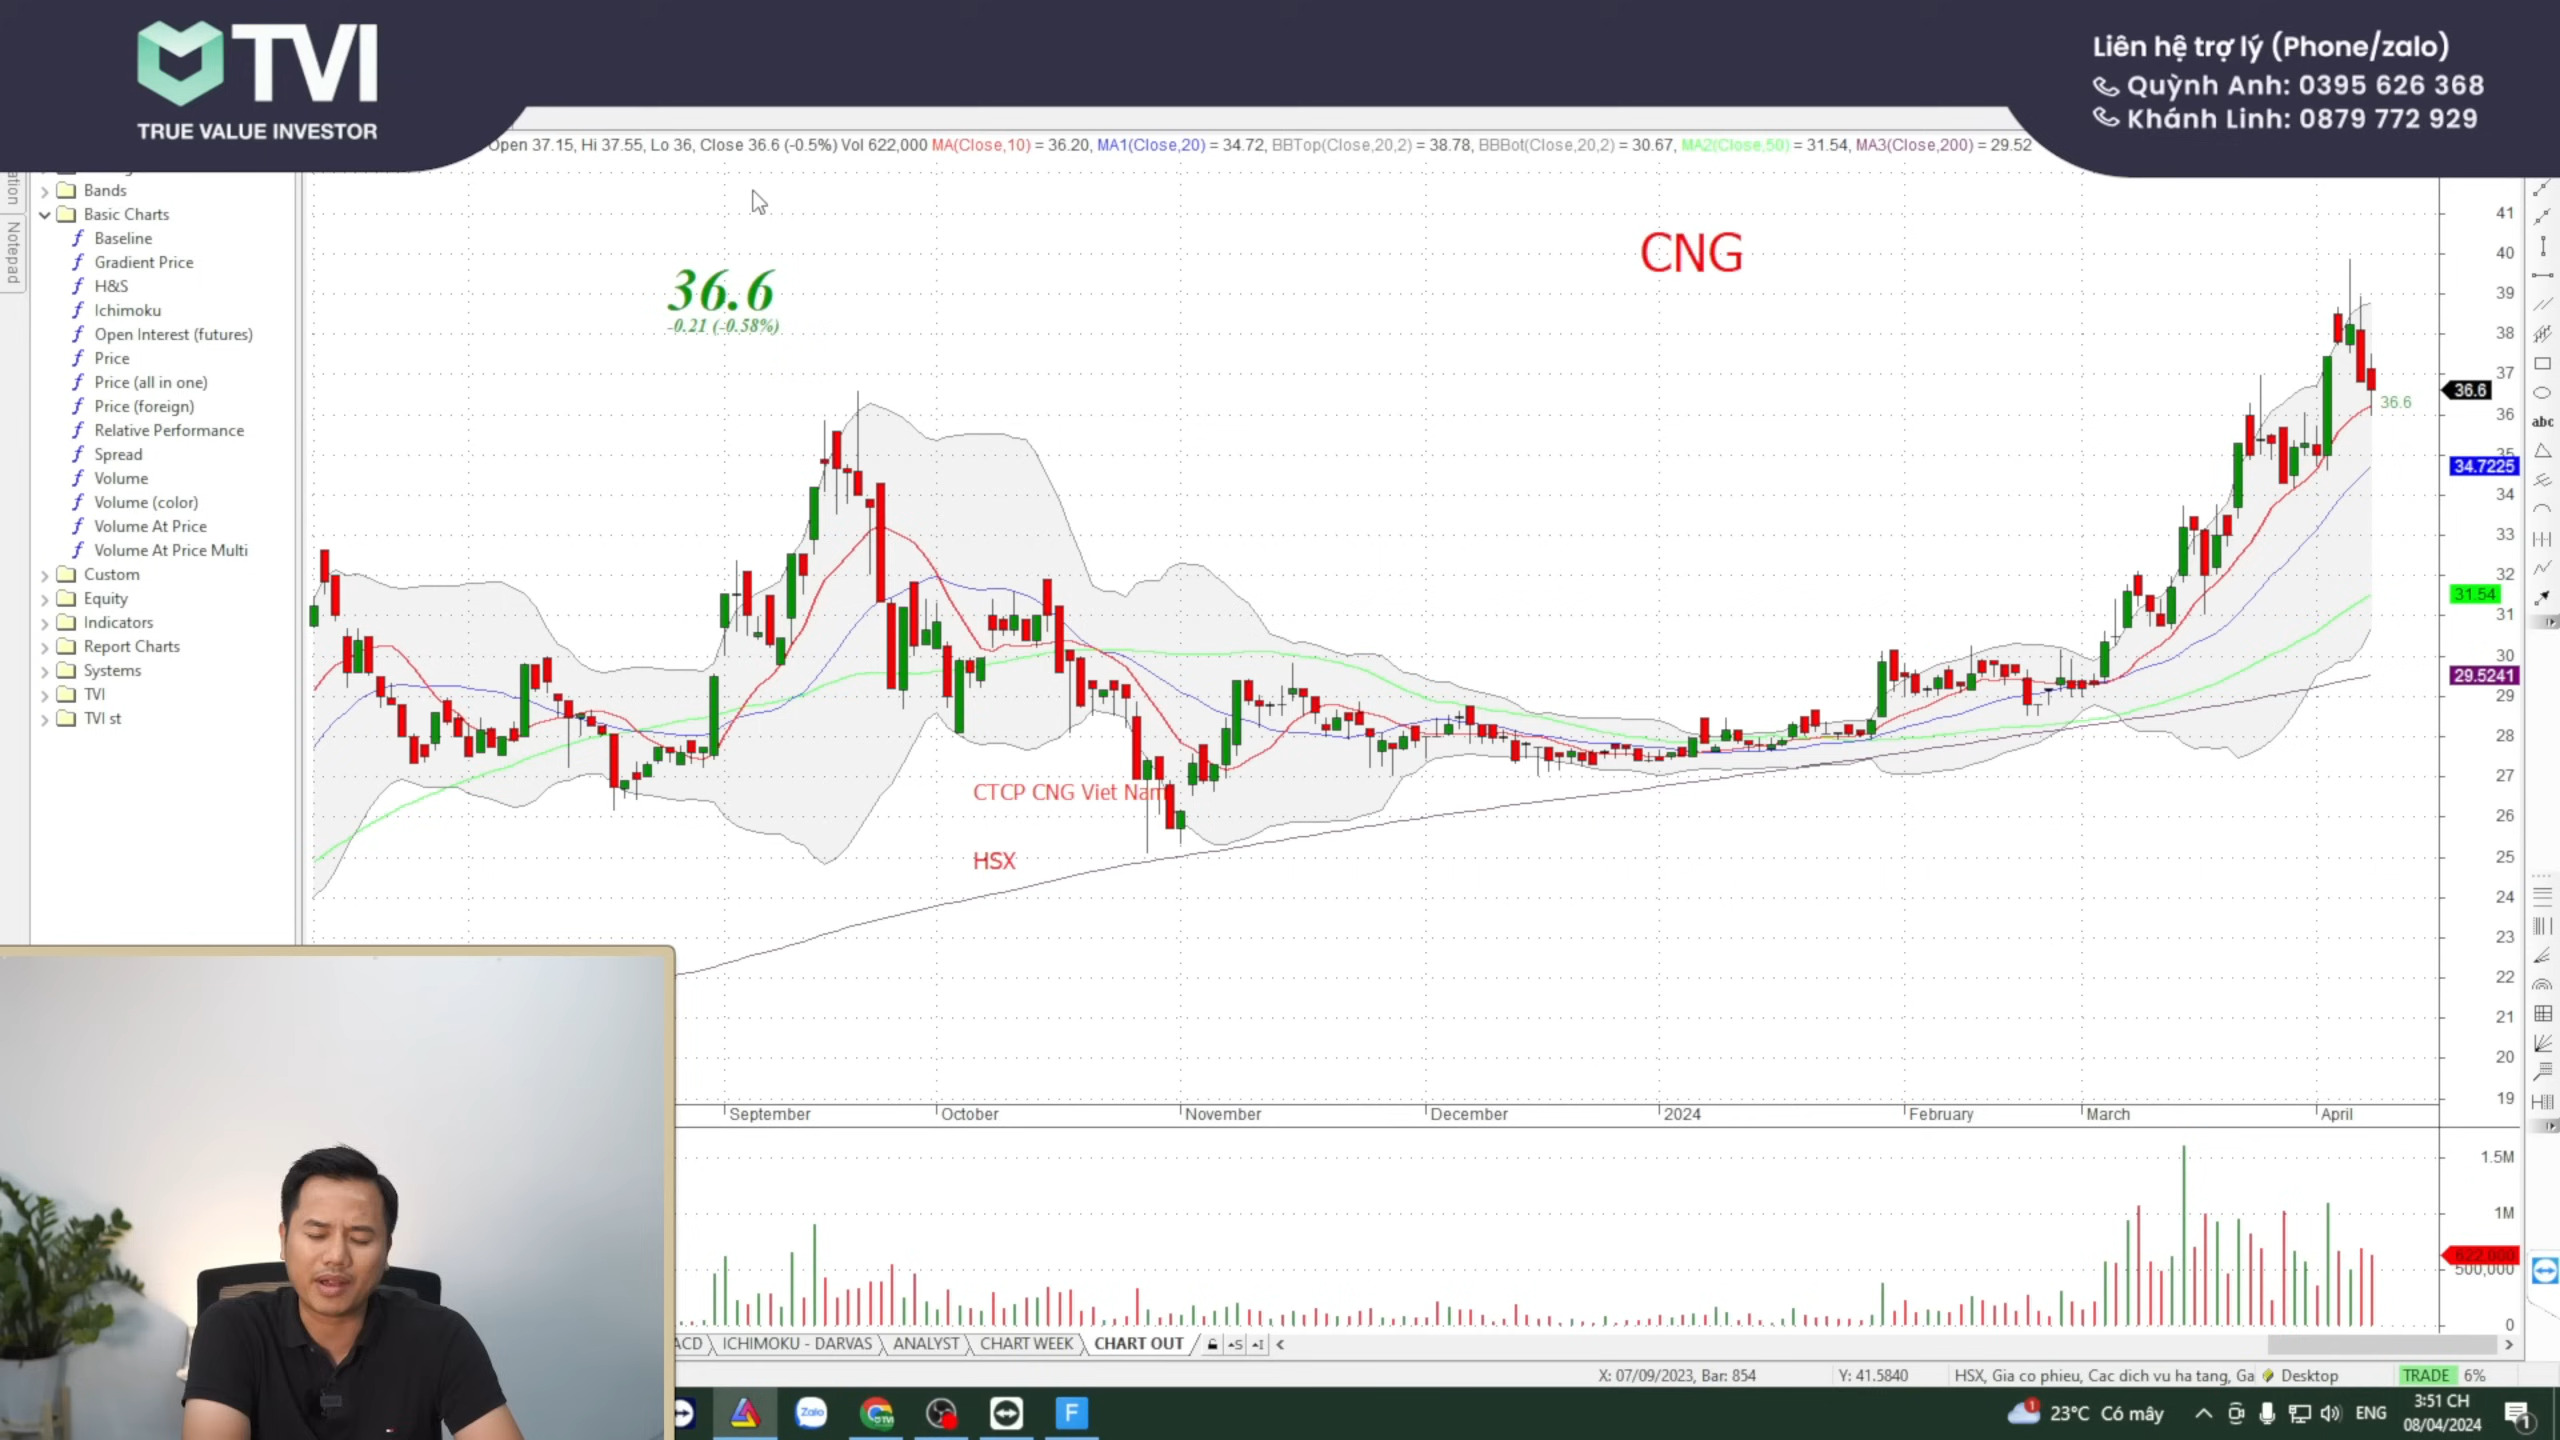 TVI
TRUE VALUE INVESTOR
Liên hệ trợ lý (Phone/zalo)
Quỳnh Anh: 0395 626 368
Khánh Linh: 0879 772 929
Open 37.15, Hi 37.55, Lo 36, Close 36.6 (-0.5%) Vol 622,000 MA(Close,10) = 36.20, MA1(Close,20) = 34.72, BBTop(Close,20,2) = 38.78, BBBot(Close,20,2) = 30.67, MA2(Close,50) = 31.54, MA3(Close,200) = 29.52
Notepad
Bands
Basic Charts
Baseline
Gradient Price
H&S
Ichimoku
Open Interest (futures)
Price
Price (all in one)
Price (foreign)
Relative Performance
Spread
Volume
Volume (color)
Volume At Price
Volume At Price Multi
Custom
Equity
Indicators
Report Charts
Systems
TVI
TVI st
36.6
-0.21 (-0.58%)
CNG
CTCP CNG Viet Nam
HSX
36.6
41
40
39
38
37
36.6
36
35
34.7225
34
33
32
31.54
31
30
29.5241
29
28
27
26
25
24
23
22
21
20
19
September
October
November
December
2024
February
March
April
1.5M
1M
622,000
500,000
0
ACD
ICHIMOKU - DARVAS
ANALYST
CHART WEEK
CHART OUT
X: 07/09/2023, Bar: 854
Y: 41.5840
HSX, Gia co phieu, Cac dich vu ha tang, Ga
Desktop
TRADE
6%
Zalo
F
1
23°C Có mây
ENG
3:51 CH
08/04/2024
1
abc